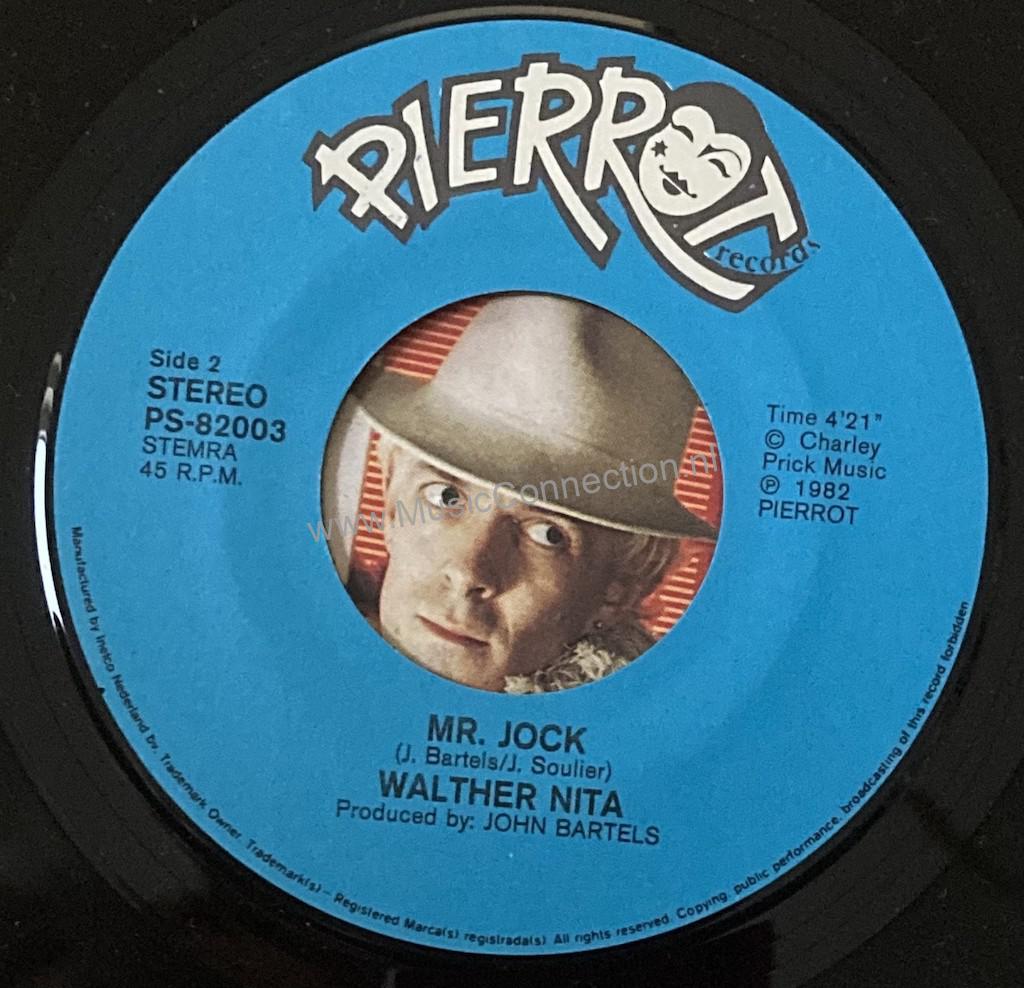 PIERROT
records
Side 2
STEREO
PS-82003
STEMRA
45 R.P.M.
Time 4'21"
© Charley
Prick Music
℗ 1982
PIERROT
www.MusicConnection.nl
MR. JOCK
(J. Bartels/J. Soulier)
WALTHER NITA
Produced by: JOHN BARTELS
Manufactured by Inelco Nederland bv. Trademark Owner. Trademark(s) – Registered Marca(s) registrada(s) All rights reserved. Copying, public performance, broadcasting of this record forbidden